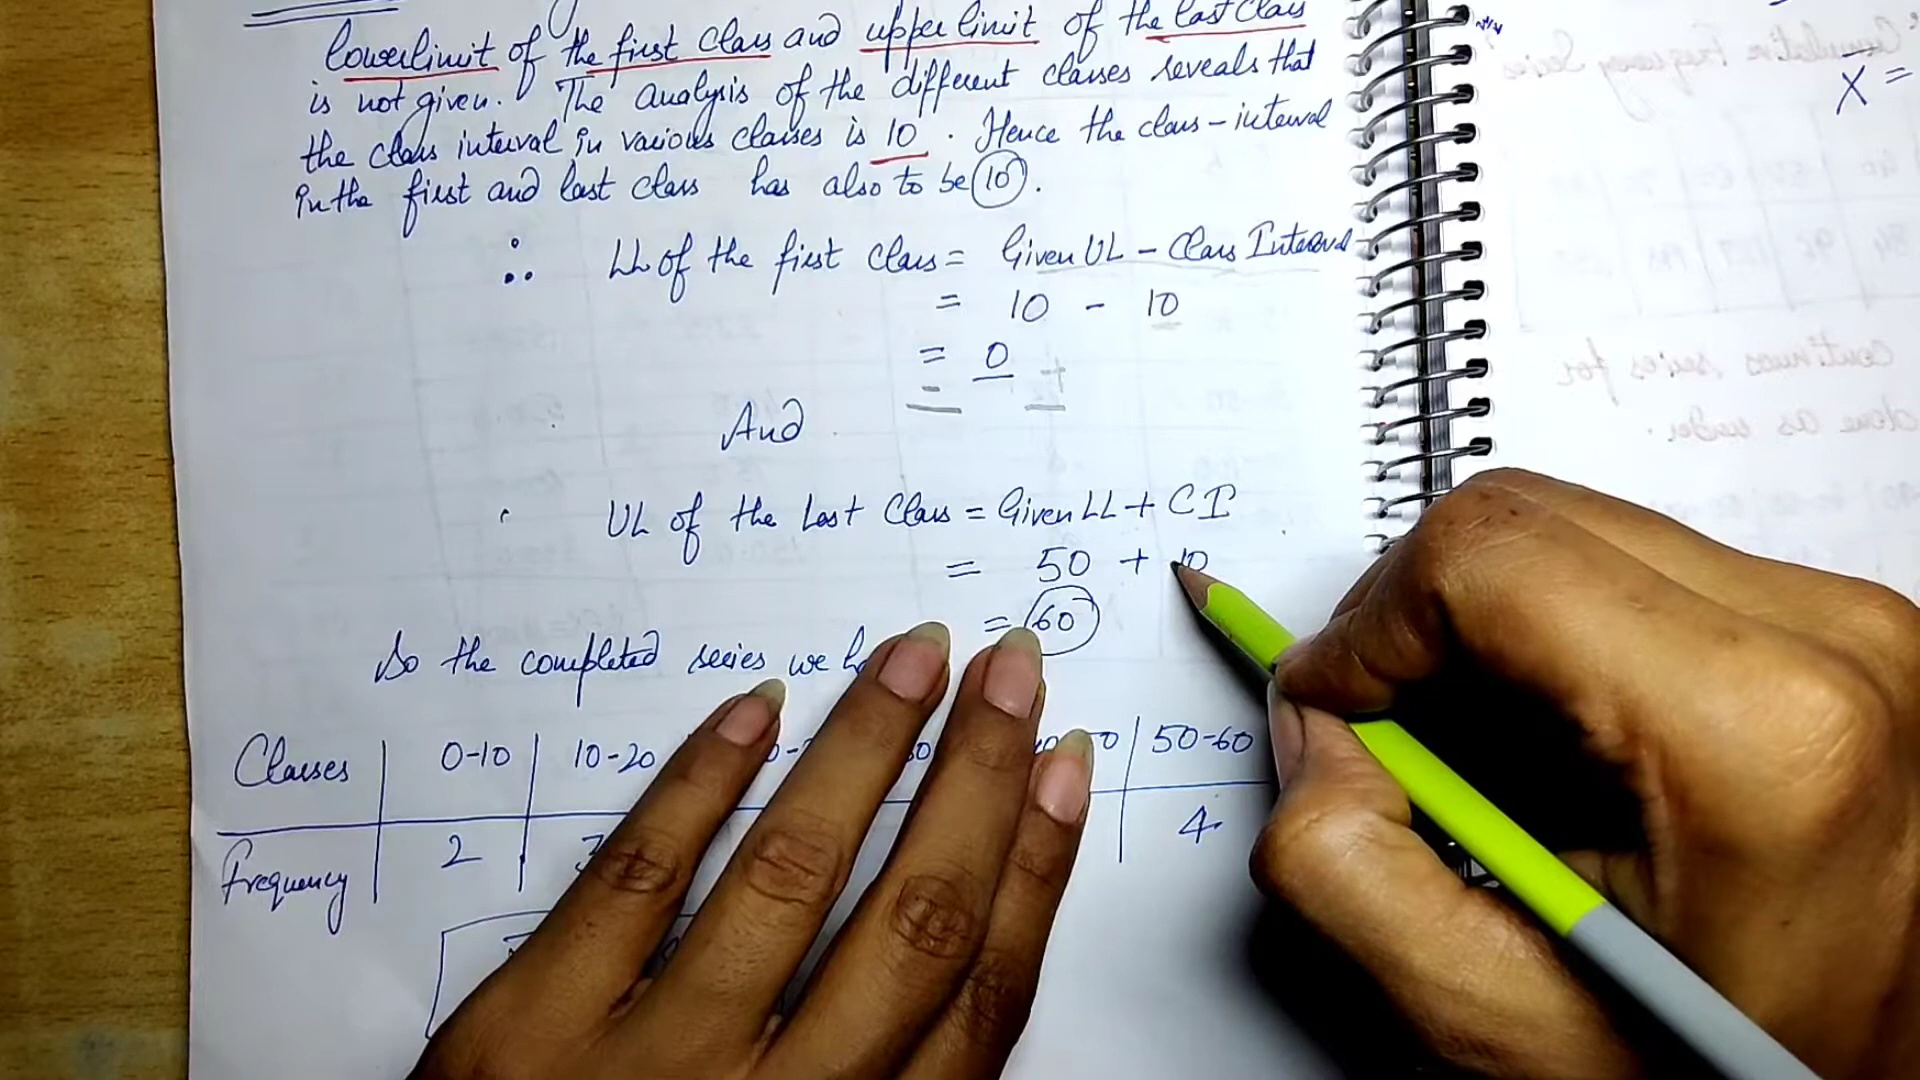 lowerlimit of the first class and upper limit of the last class
is not given. The analysis of the different classes reveals that
the class interval in various classes is 10. Hence the class-interval
in the first and last class has also to be 10.
∴ LL of the first class = Given UL - Class Interval
= 10 - 10
= 0
And
UL of the Last Class = Given LL + CI
= 50 + 10
= 60
So the completed series we
Classes 0-10 10-20 50-60
Frequency 2 3 4
X̄ =